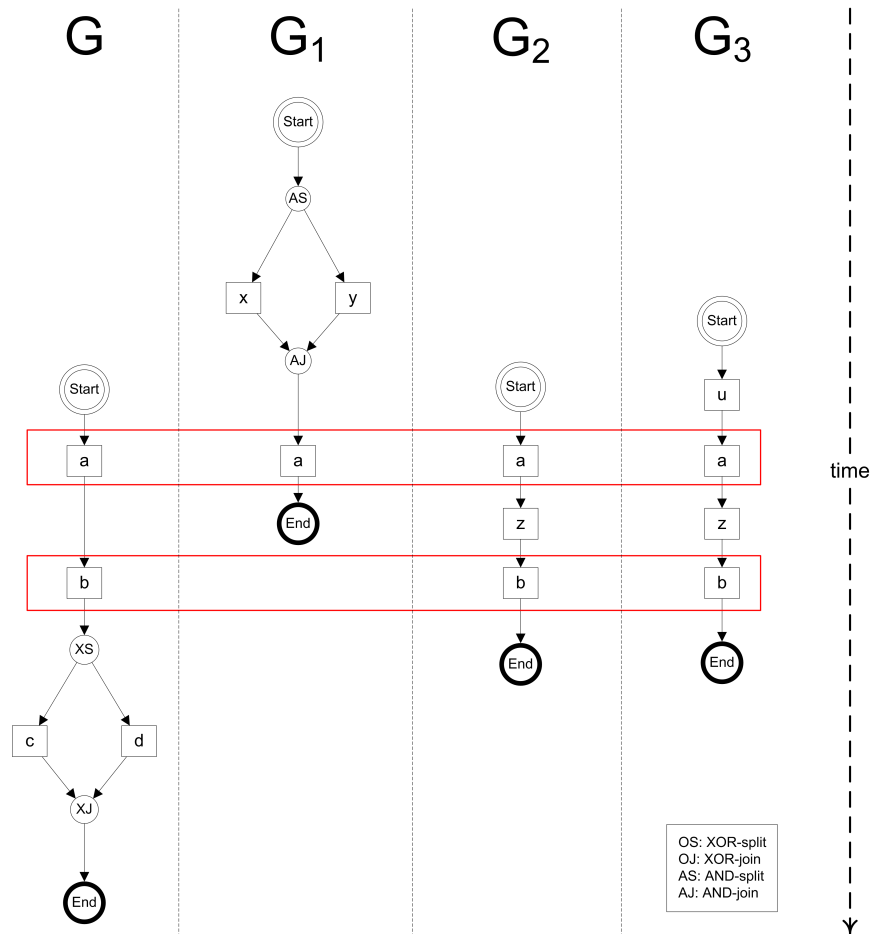 G G1 G2 G3
Start
AS
x y
Start
AJ
Start Start
u
a a a a
time
End z z
b b b
XS
End End
c d
XJ
OS: XOR-split
OJ: XOR-join
AS: AND-split
AJ: AND-join
End